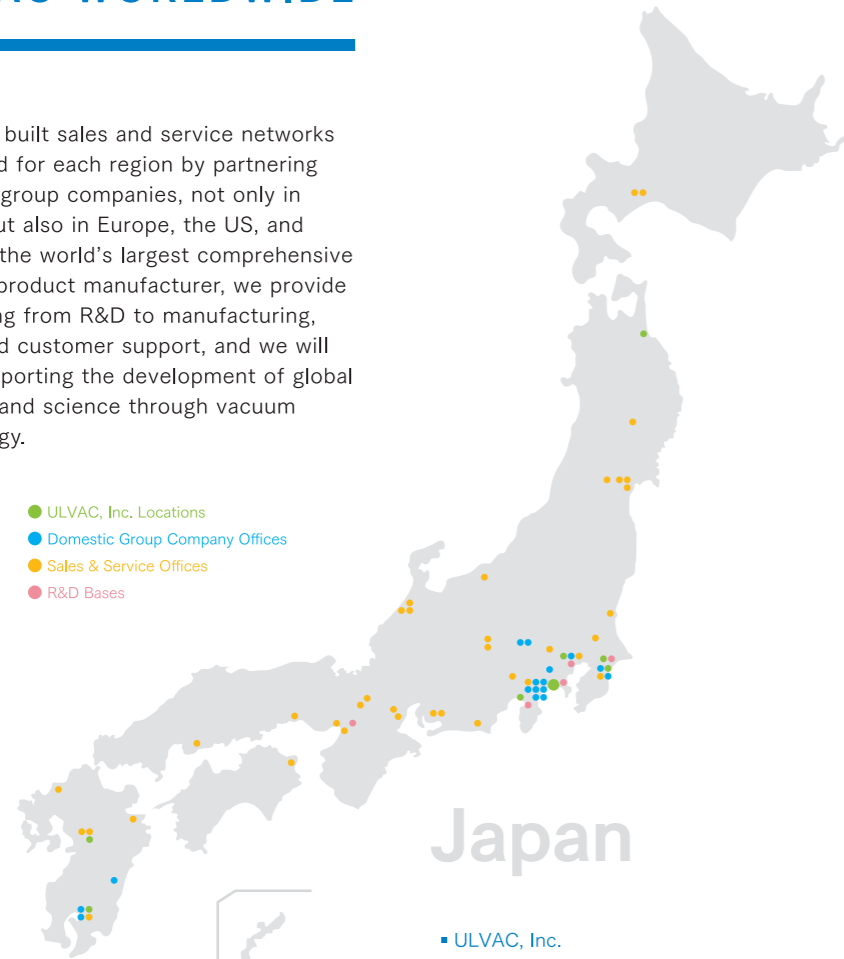 WORLDWIDE
built sales and service networks
for each region by partnering
group companies, not only in
also in Europe, the US, and
the world's largest comprehensive
product manufacturer, we provide
from R&D to manufacturing,
customer support, and we will
the development of global
and science through vacuum
● ULVAC, Inc. Locations
● Domestic Group Company Offices
● Sales & Service Offices
● R&D Bases
Japan
▪ ULVAC, Inc.